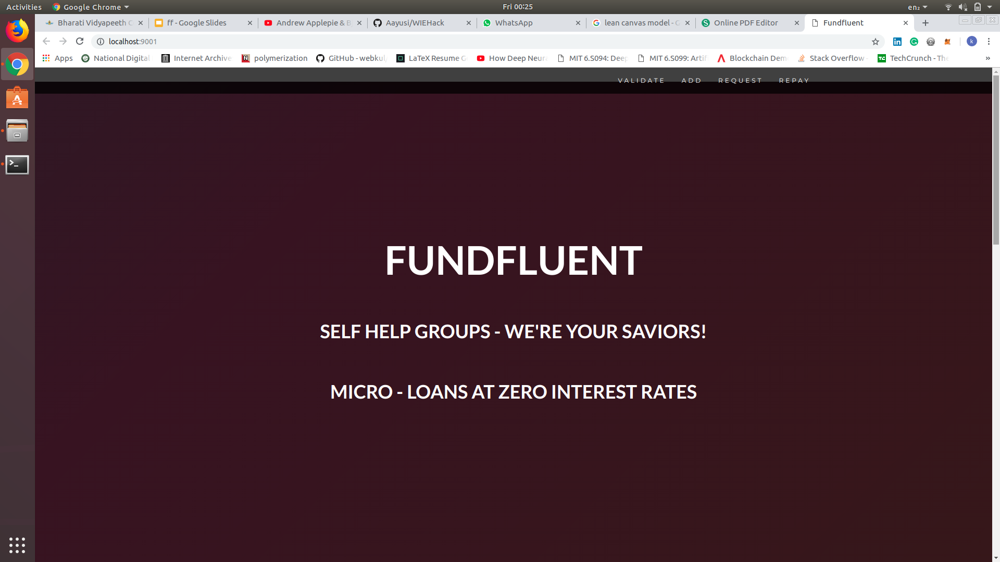 Activities Google Chrome Fri 00:25 en₂
Bharati Vidyapeeth C ff - Google Slides Andrew Applepie & B Aayusi/WIEHack WhatsApp lean canvas model - G Online PDF Editor Fundfluent
localhost:9001 k
Apps National Digital Internet Archive polymerization GitHub - webkul LaTeX Resume G How Deep Neura MIT 6.S094: Deep MIT 6.S099: Artif Blockchain Dem Stack Overflow - TechCrunch - The »
VALIDATE ADD REQUEST REPAY
FUNDFLUENT
SELF HELP GROUPS - WE'RE YOUR SAVIORS!
MICRO - LOANS AT ZERO INTEREST RATES